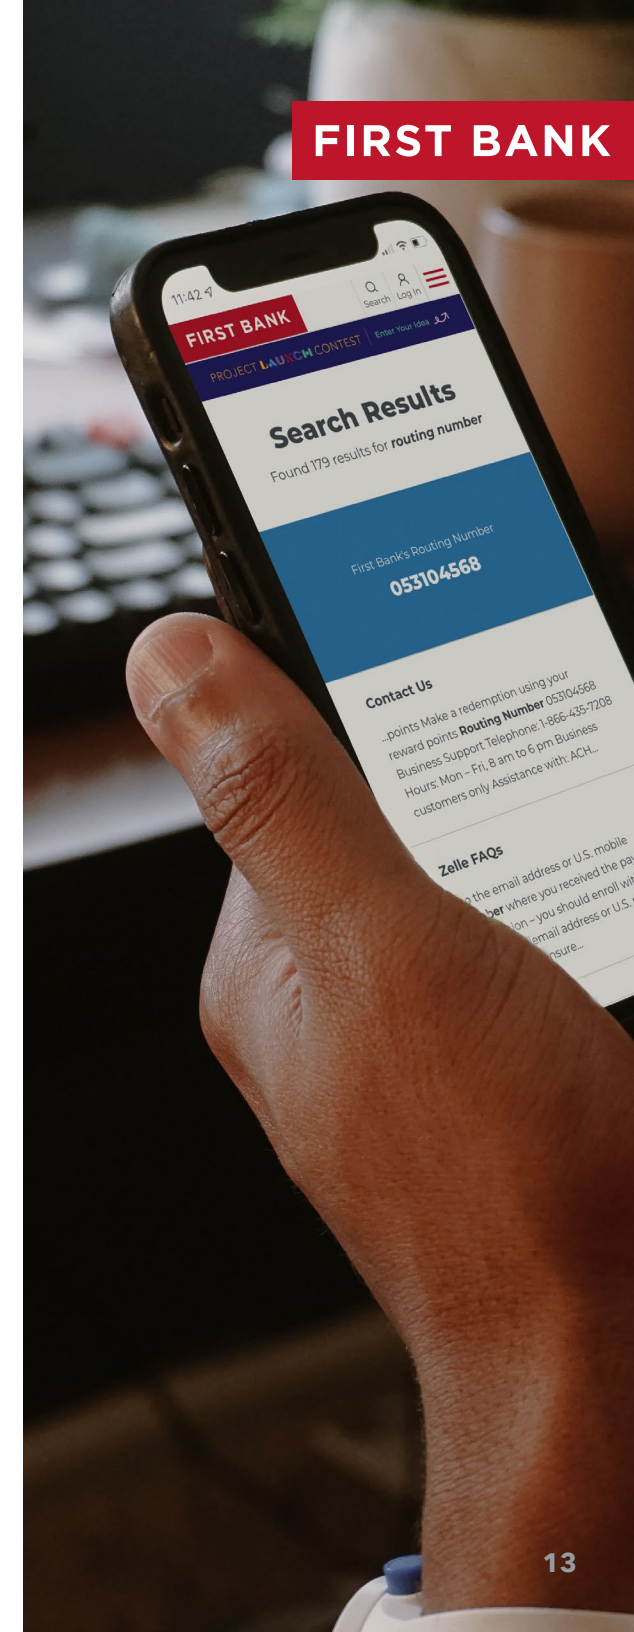 FIRST BANK
11:42
FIRST BANK
Search
Log In
PROJECT LAUNCH CONTEST
Enter Your Idea
Search Results
Found 179 results for routing number
First Bank's Routing Number
053104568
Contact Us
...points Make a redemption using your
reward points Routing Number 053104568
Business Support Telephone: 1-866-435-7208
Hours: Mon – Fri, 8 am to 6 pm Business
customers only Assistance with: ACH...
Zelle FAQs
the email address or U.S. mobile
where you received the
– you should enroll
email address or U.S.
13